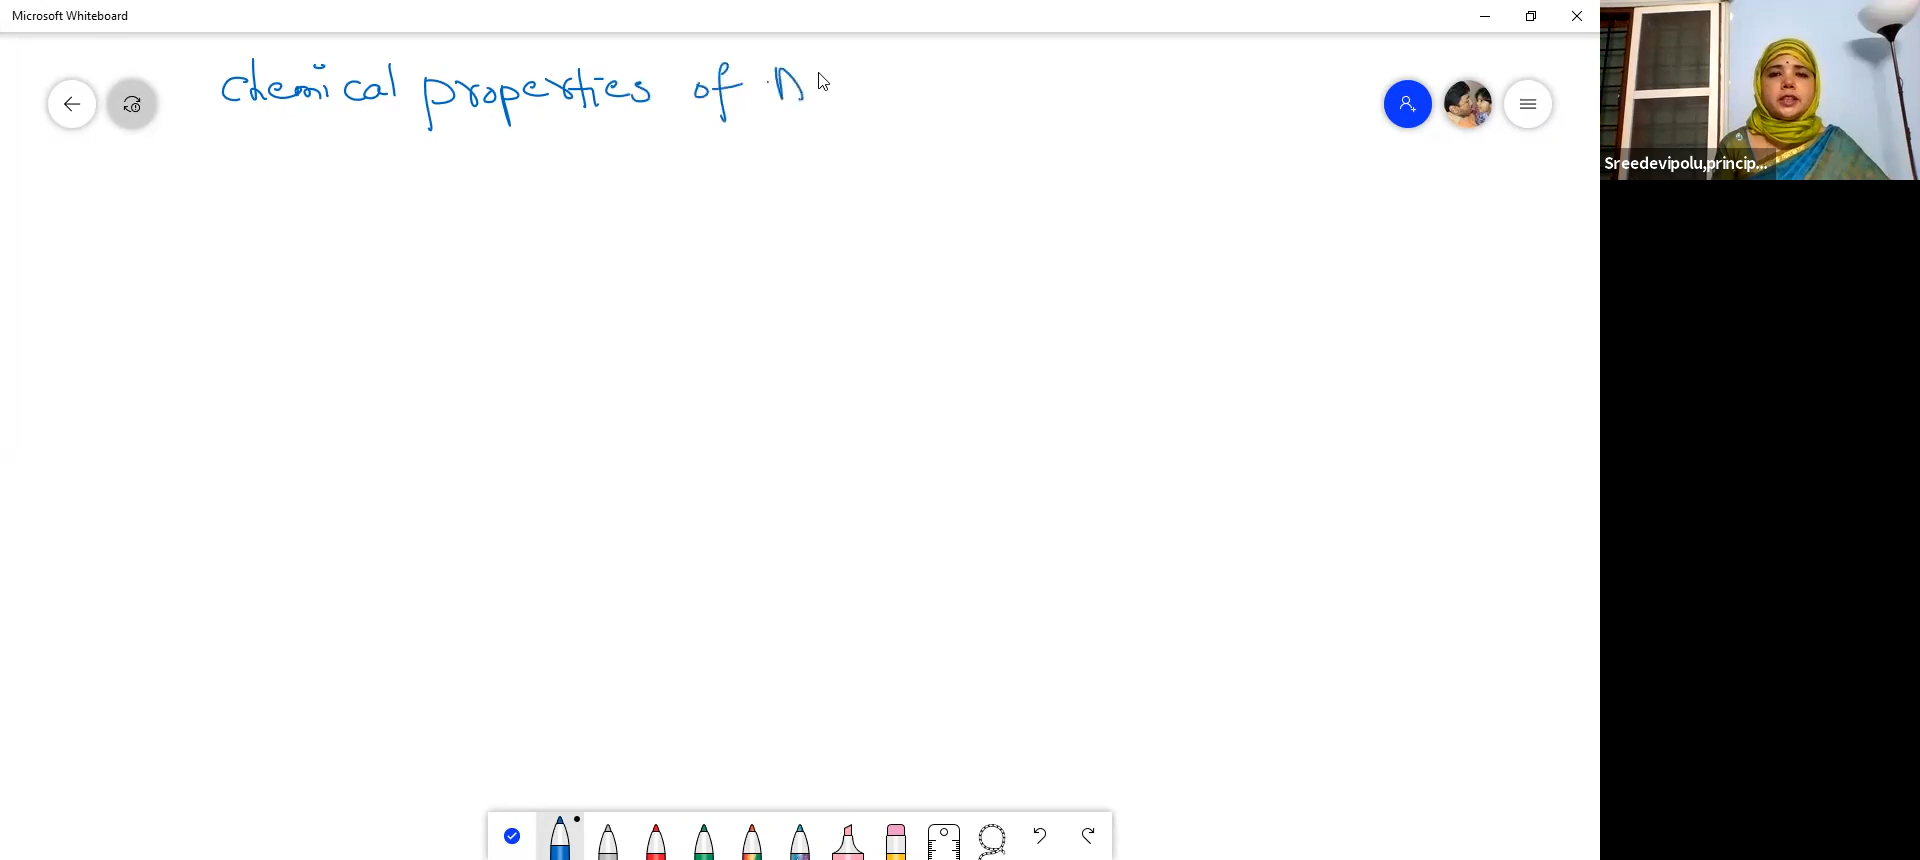 Microsoft Whiteboard
chemical properties of n
Sreedevipolu,princip...